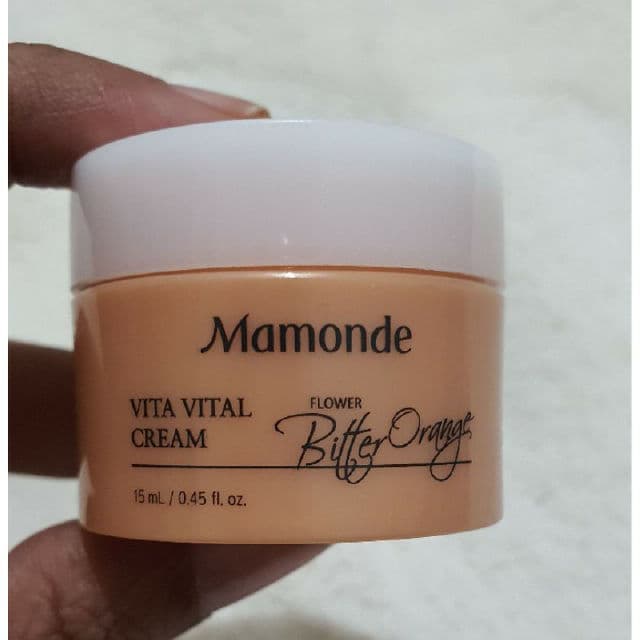 Mamonde
VITA VITAL
CREAM
FLOWER
Bitter Orange
15 mL / 0.45 fl. oz.